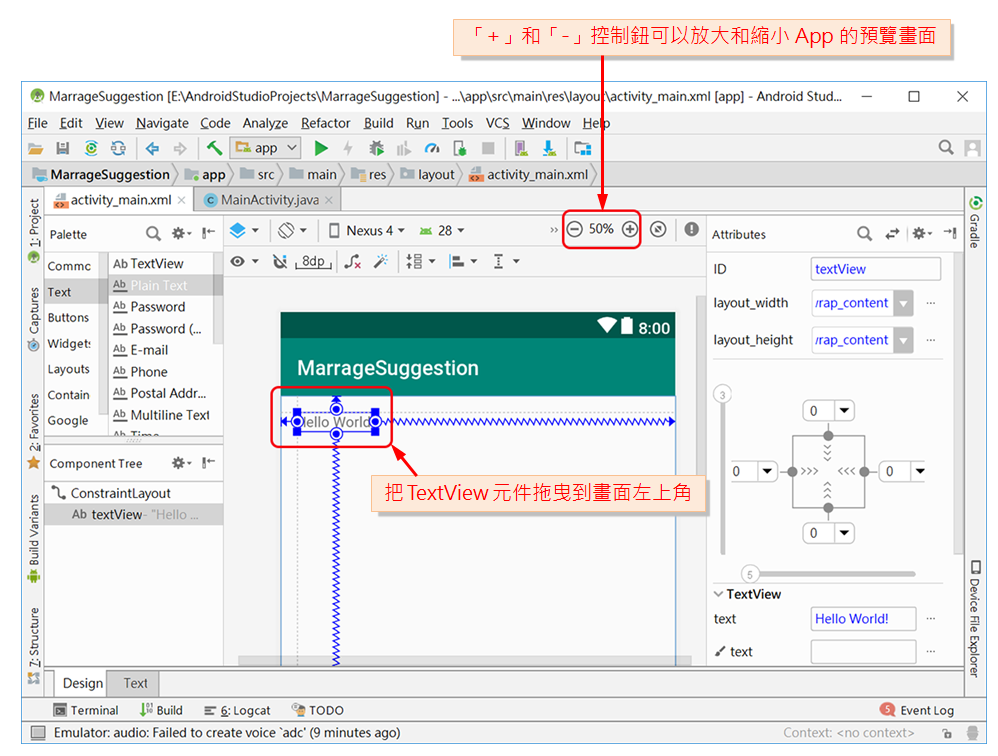 「+」和「-」控制鈕可以放大和縮小 App 的預覽畫面
MarrageSuggestion [E:\AndroidStudioProjects\MarrageSuggestion] - ...\app\src\main\res\layout\activity_main.xml [app] - Android Stud...
File Edit View Navigate Code Analyze Refactor Build Run Tools VCS Window Help
app
MarrageSuggestion app src main res layout activity_main.xml
activity_main.xml MainActivity.java
1: Project
Captures
2: Favorites
Build Variants
7: Structure
Palette
Commc
Text
Buttons
Widget:
Layouts
Contain
Google
Ab TextView
Ab Plain Text
Ab Password
Ab Password (...
Ab E-mail
Ab Phone
Ab Postal Addr...
Ab Multiline Text
Ab Time
Component Tree
ConstraintLayout
Ab textView- "Hello ...
Nexus 4 28 » 50%
8dp
8:00
MarrageSuggestion
Hello World
把 TextView 元件拖曳到畫面左上角
Attributes
ID textView
layout_width rap_content ...
layout_height rap_content ...
3
0
0
0
0
5
TextView
text Hello World! ...
text ...
Gradle
Device File Explorer
Design Text
Terminal Build 6: Logcat TODO 5 Event Log
Emulator: audio: Failed to create voice `adc' (9 minutes ago) Context: <no context>